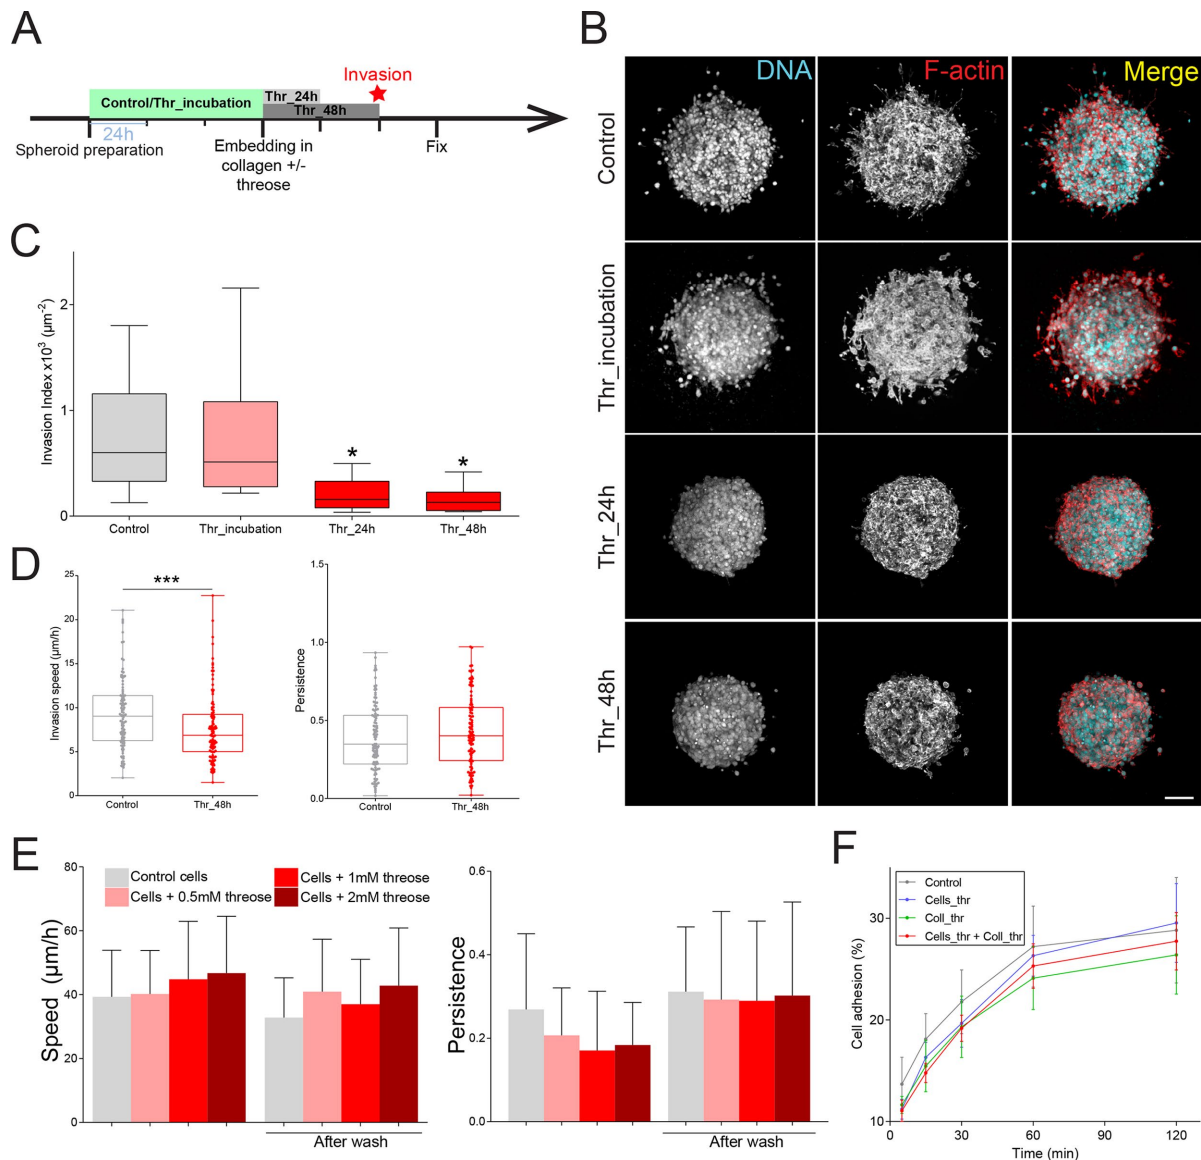 A
Invasion
Control/Thr_incubation
Thr_24h
Thr_48h
24h
Spheroid preparation
Embedding in
collagen +/-
threose
Fix
B
DNA
F-actin
Merge
Control
Thr_incubation
Thr_24h
Thr_48h
C
Invasion Index x10³ (µm⁻²)
2
1
0
*
*
Control
Thr_incubation
Thr_24h
Thr_48h
D
Invasion speed (µm/h)
25
20
15
10
5
0
***
Control
Thr_48h
Persistence
1.5
1.0
0.5
0.0
Control
Thr_48h
E
Speed (µm/h)
80
60
40
20
0
Control cells
Cells + 0.5mM threose
Cells + 1mM threose
Cells + 2mM threose
After wash
Persistence
0.6
0.4
0.2
0.0
After wash
F
Cell adhesion (%)
30
20
10
Control
Cells_thr
Coll_thr
Cells_thr + Coll_thr
0
30
60
90
120
Time (min)